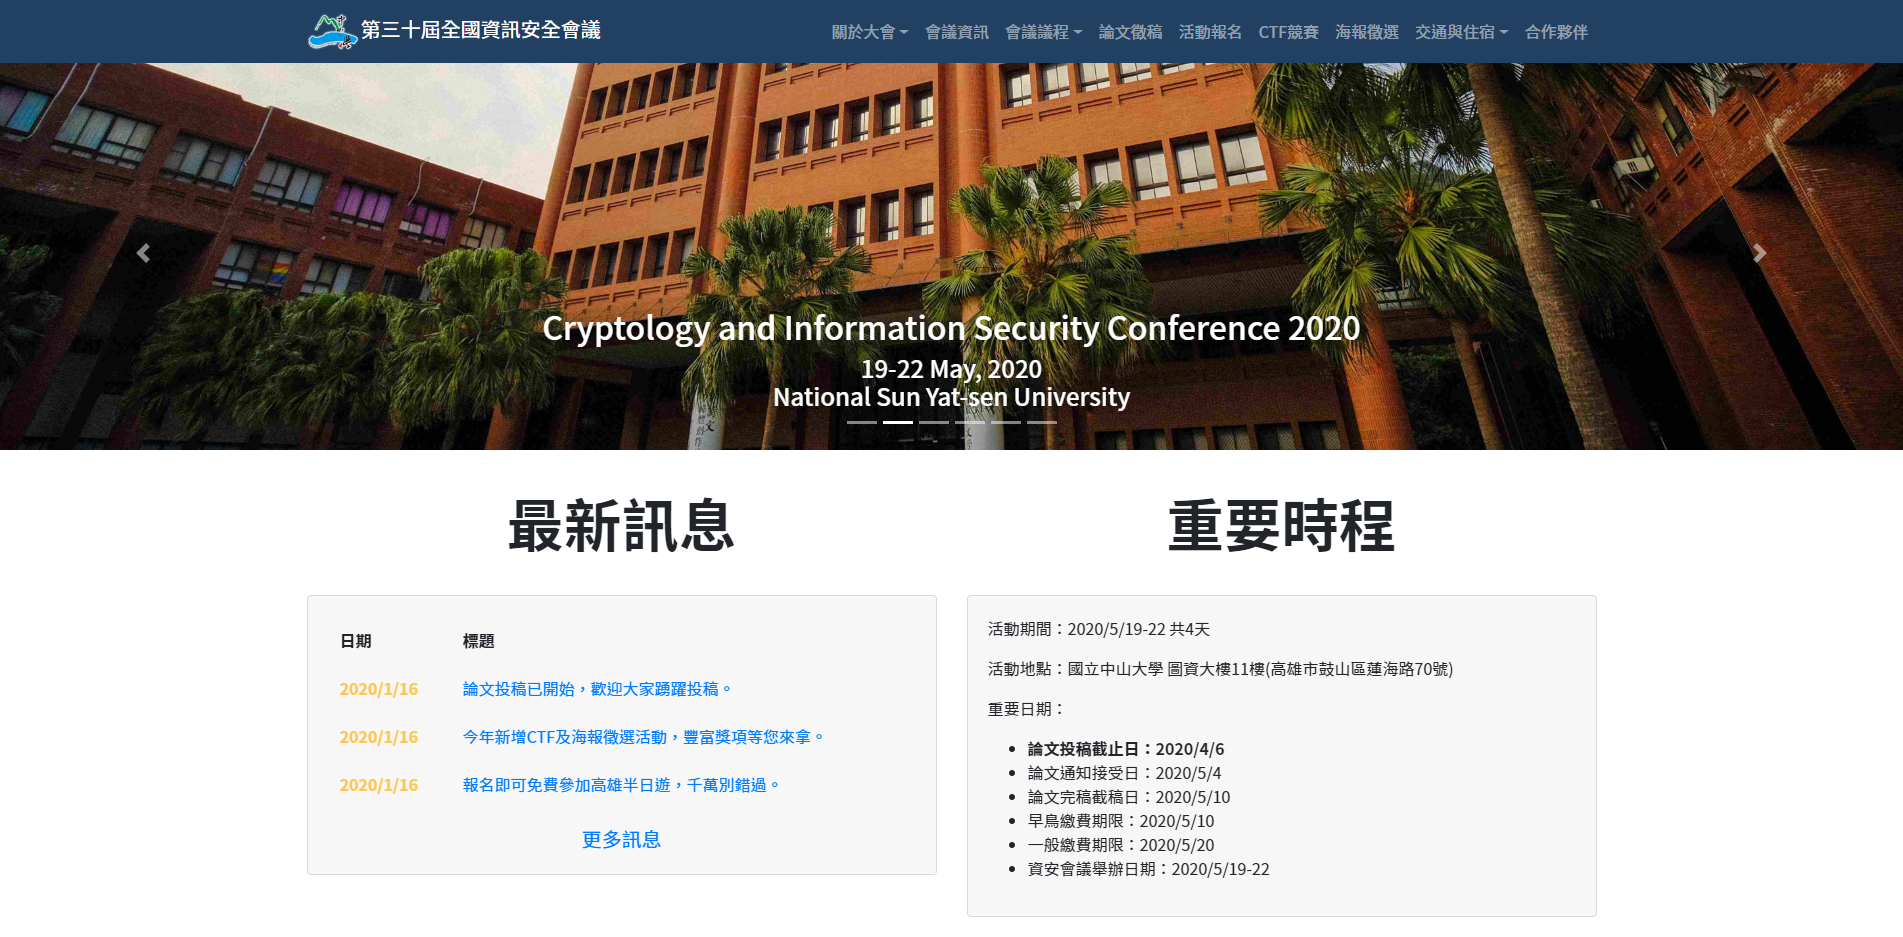 第三十屆全國資訊安全會議
關於大會 會議資訊 會議議程 論文徵稿 活動報名 CTF競賽 海報徵選 交通與住宿 合作夥伴
Cryptology and Information Security Conference 2020
19-22 May, 2020
National Sun Yat-sen University
最新訊息
日期 標題
2020/1/16 論文投稿已開始，歡迎大家踴躍投稿。
2020/1/16 今年新增CTF及海報徵選活動，豐富獎項等您來拿。
2020/1/16 報名即可免費參加高雄半日遊，千萬別錯過。
更多訊息
重要時程
活動期間：2020/5/19-22 共4天
活動地點：國立中山大學 圖資大樓11樓(高雄市鼓山區蓮海路70號)
重要日期：
論文投稿截止日：2020/4/6
論文通知接受日：2020/5/4
論文完稿截稿日：2020/5/10
早鳥繳費期限：2020/5/10
一般繳費期限：2020/5/20
資安會議舉辦日期：2020/5/19-22